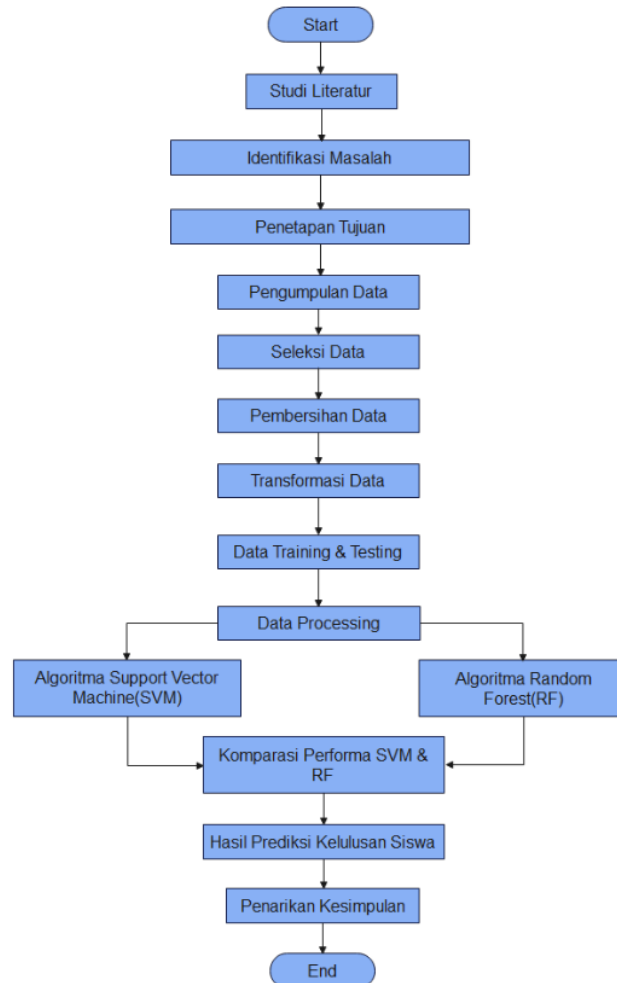 Start
Studi Literatur
Identifikasi Masalah
Penetapan Tujuan
Pengumpulan Data
Seleksi Data
Pembersihan Data
Transformasi Data
Data Training & Testing
Data Processing
Algoritma Support Vector
Machine(SVM)
Algoritma Random
Forest(RF)
Komparasi Performa SVM &
RF
Hasil Prediksi Kelulusan Siswa
Penarikan Kesimpulan
End